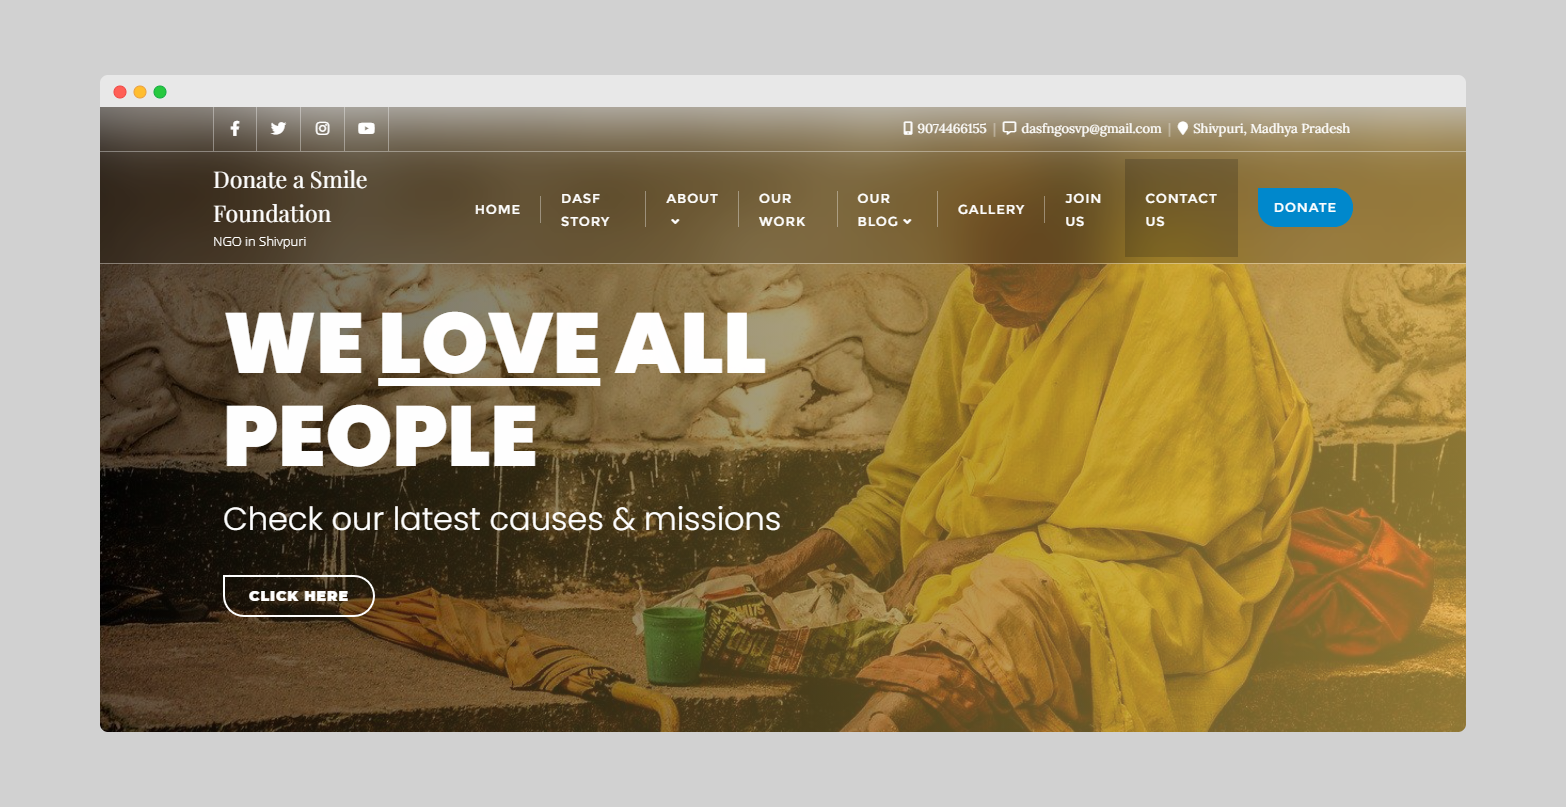 9074466155 | dasfngosvp@gmail.com | Shivpuri, Madhya Pradesh
Donate a Smile
Foundation
NGO in Shivpuri
HOME
DASF
STORY
ABOUT
OUR
WORK
OUR
BLOG
GALLERY
JOIN
US
CONTACT
US
DONATE
WE LOVE ALL
PEOPLE
Check our latest causes & missions
CLICK HERE